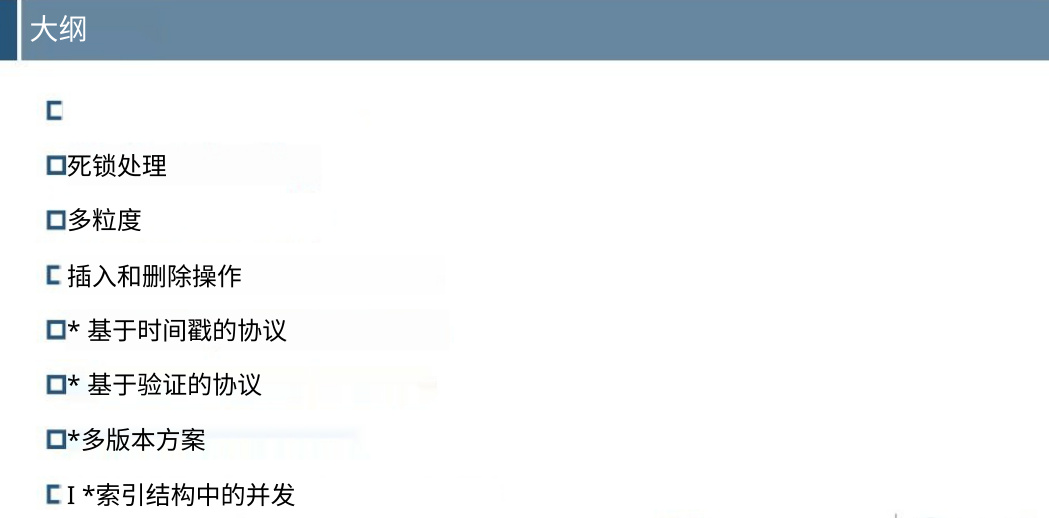 大纲
死锁处理
多粒度
插入和删除操作
* 基于时间戳的协议
* 基于验证的协议
*多版本方案
I *索引结构中的并发